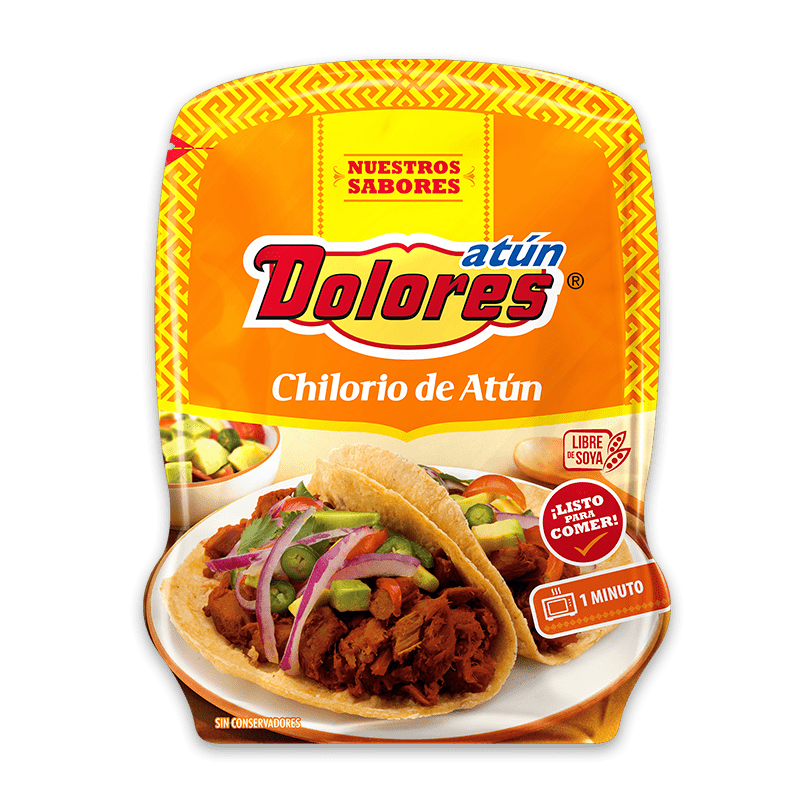 NUESTROS
SABORES
atún
Dolores®
Chilorio de Atún
LIBRE
DE SOYA
¡LISTO
PARA
COMER!
1 MINUTO
SIN CONSERVADORES